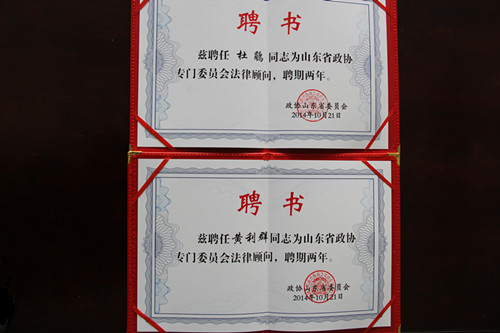 聘书
兹聘任 杜鹃 同志为山东省政协
专门委员会法律顾问，聘期两年。
政协山东省委员会
2014年10月21日
聘书
兹聘任 黄利群 同志为山东省政协
专门委员会法律顾问，聘期两年。
政协山东省委员会
2014年10月21日